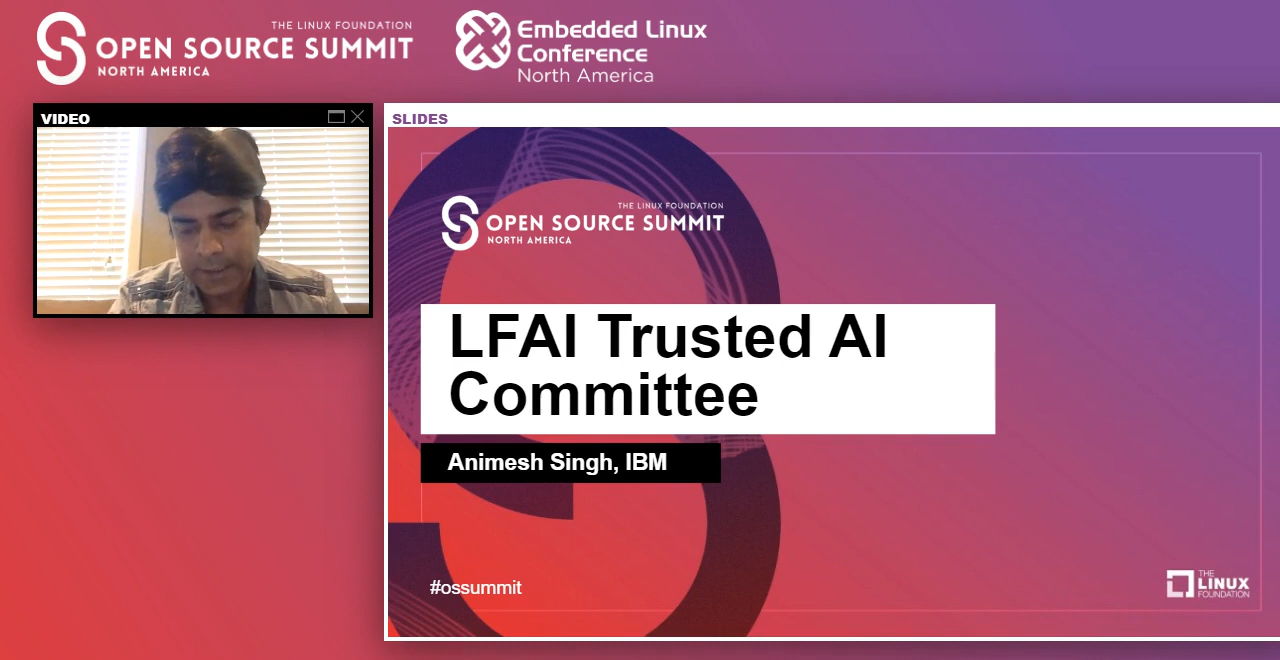 THE LINUX FOUNDATION
OPEN SOURCE SUMMIT
NORTH AMERICA
Embedded Linux
Conference
North America
VIDEO
SLIDES
THE LINUX FOUNDATION
OPEN SOURCE SUMMIT
NORTH AMERICA
LFAI Trusted AI
Committee
Animesh Singh, IBM
#ossummit
THE
LINUX
FOUNDATION